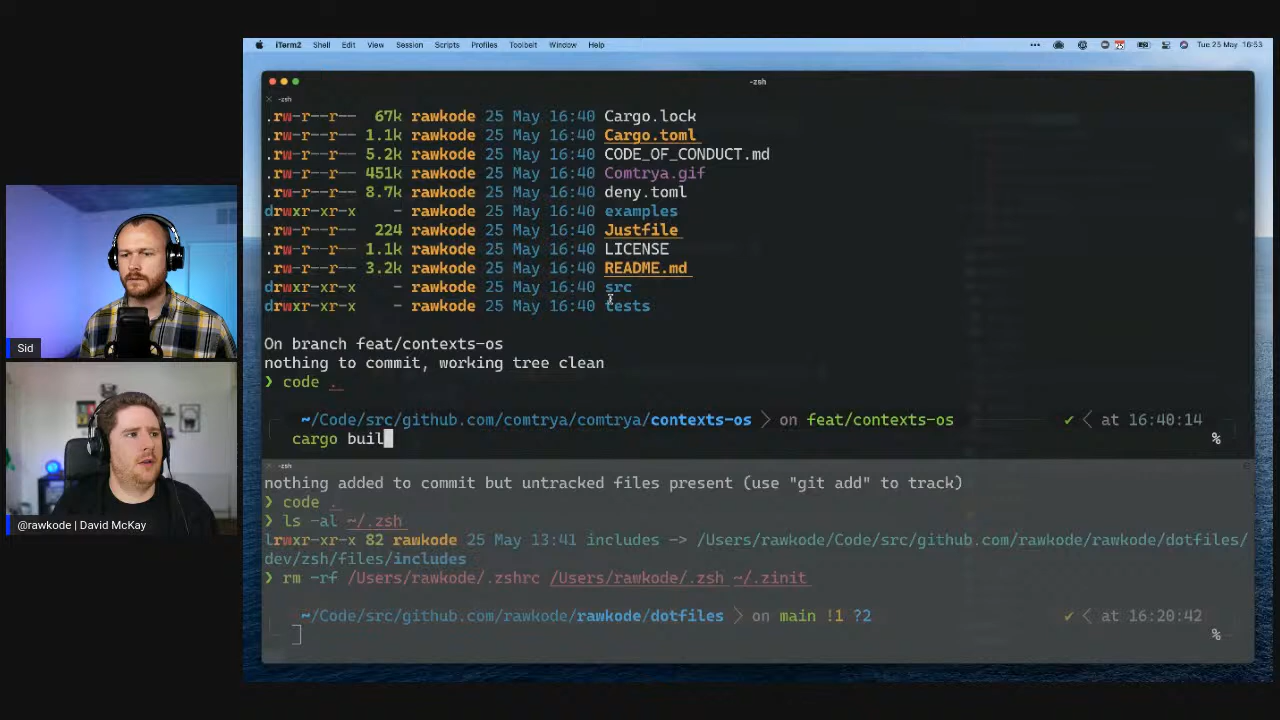 iTerm2 Shell Edit View Session Scripts Profiles Toolbelt Window Help
25
Tue 25 May 16:53
-zsh
-zsh
.rw-r--r-- 67k rawkode 25 May 16:40 Cargo.lock
.rw-r--r-- 1.1k rawkode 25 May 16:40 Cargo.toml
.rw-r--r-- 5.2k rawkode 25 May 16:40 CODE_OF_CONDUCT.md
.rw-r--r-- 451k rawkode 25 May 16:40 Comtrya.gif
.rw-r--r-- 8.7k rawkode 25 May 16:40 deny.toml
drwxr-xr-x - rawkode 25 May 16:40 examples
.rw-r--r-- 224 rawkode 25 May 16:40 Justfile
.rw-r--r-- 1.1k rawkode 25 May 16:40 LICENSE
.rw-r--r-- 3.2k rawkode 25 May 16:40 README.md
drwxr-xr-x - rawkode 25 May 16:40 src
drwxr-xr-x - rawkode 25 May 16:40 tests
On branch feat/contexts-os
nothing to commit, working tree clean
❯ code .
~/Code/src/github.com/comtrya/comtrya/contexts-os on feat/contexts-os ✔ at 16:40:14
cargo buil %
-zsh
nothing added to commit but untracked files present (use "git add" to track)
❯ code .
❯ ls -al ~/.zsh
lrwxr-xr-x 82 rawkode 25 May 13:41 includes -> /Users/rawkode/Code/src/github.com/rawkode/rawkode/dotfiles/
dev/zsh/files/includes
❯ rm -rf /Users/rawkode/.zshrc /Users/rawkode/.zsh ~/.zinit
~/Code/src/github.com/rawkode/rawkode/dotfiles on main !1 ?2 ✔ at 16:20:42
%
Sid
@rawkode | David McKay